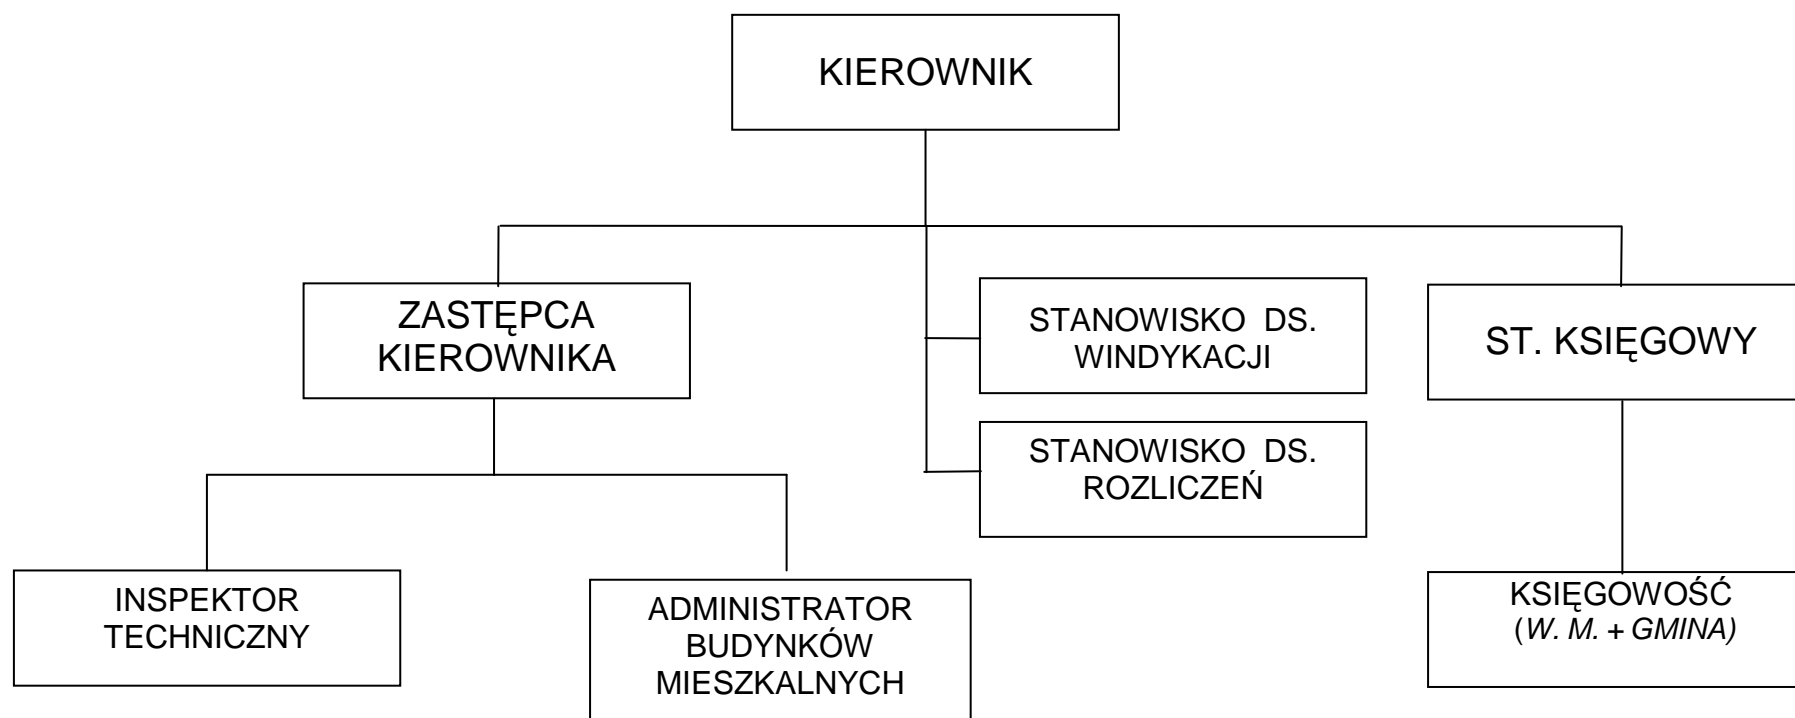 KIEROWNIK
ZASTĘPCA
KIEROWNIKA
STANOWISKO DS.
WINDYKACJI
ST. KSIĘGOWY
STANOWISKO DS.
ROZLICZEŃ
INSPEKTOR
TECHNICZNY
ADMINISTRATOR
BUDYNKÓW
MIESZKALNYCH
KSIĘGOWOŚĆ
(W. M. + GMINA)